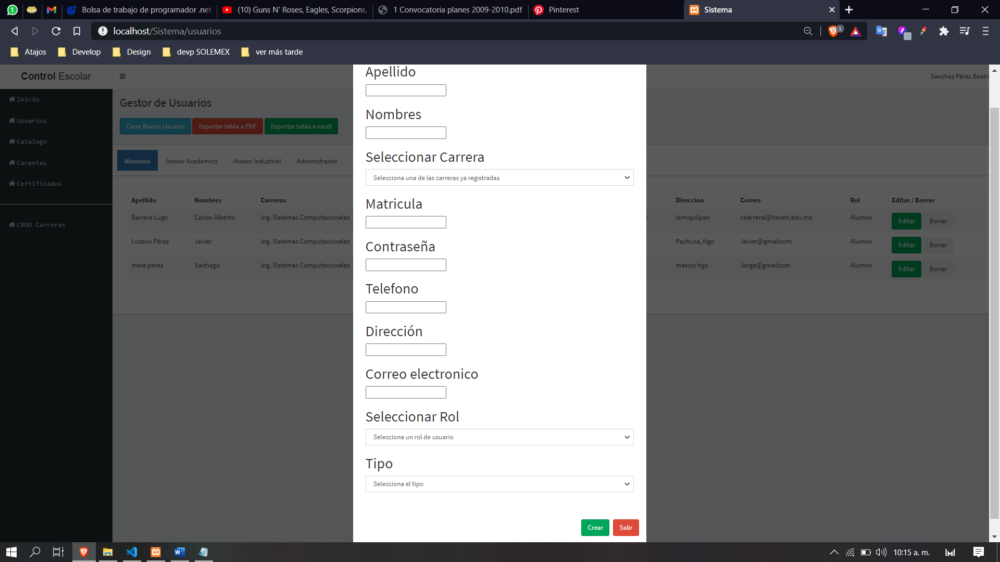 Bolsa de trabajo de programador .net
(10) Guns N' Roses, Eagles, Scorpions,
1 Convocatoria planes 2009-2010.pdf
Pinterest
Sistema
localhost/Sistema/usuarios
1
Atajos
Develop
Design
devp SOLEMEX
ver más tarde
Control Escolar
Sanchez Pérez Beatri
Inicio
Usuarios
Catalogo
Carpetas
Certificados
CRUD Carreras
Gestor de Usuarios
Crear Nuevo Usuario
Exportar tabla a PDF
Exportar tabla a excel
Alumnos
Acesor Academico
Acesor Industrial
Administrador
Apellido Nombres Carreras Direccion Correo Rol Editar / Borrar
Barrera Lugo Carlos Alberto Ing. Sistemas Computacionales 2 Ixmiquilpan cbarreral@itsoeh.edu.mx Alumno Editar Borrar
Lozano Pérez Javier Ing. Sistemas Computacionales Pachuca, Hgo Javier@gmailcom Alumno Editar Borrar
mera perez Santiago Ing. Sistemas Computacionales mexico hgo Jorge@gmailcom Alumno Editar Borrar
Apellido
Nombres
Seleccionar Carrera
Selecciona una de las carreras ya registradas
Matricula
Contraseña
Telefono
Dirección
Correo electronico
Seleccionar Rol
Selecciona un rol de usuario
Tipo
Selecciona el tipo
Crear
Salir
10:15 a. m.